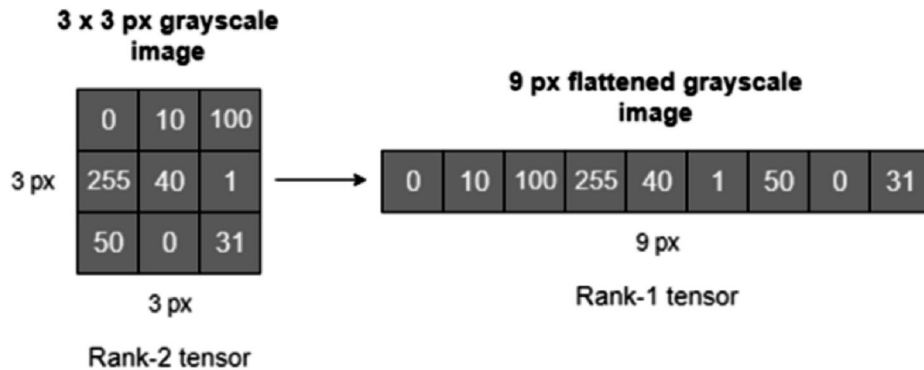 3 x 3 px grayscale
image
0 10 100
3 px
255 40 1
50 0 31
3 px
Rank-2 tensor
9 px flattened grayscale
image
0 10 100 255 40 1 50 0 31
9 px
Rank-1 tensor